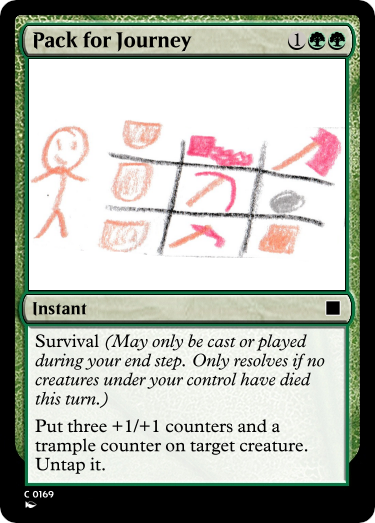 Pack for Journey 1
Instant
Survival (May only be cast or played
during your end step. Only resolves if no
creatures under your control have died
this turn.)
Put three +1/+1 counters and a
trample counter on target creature.
Untap it.
C 0169